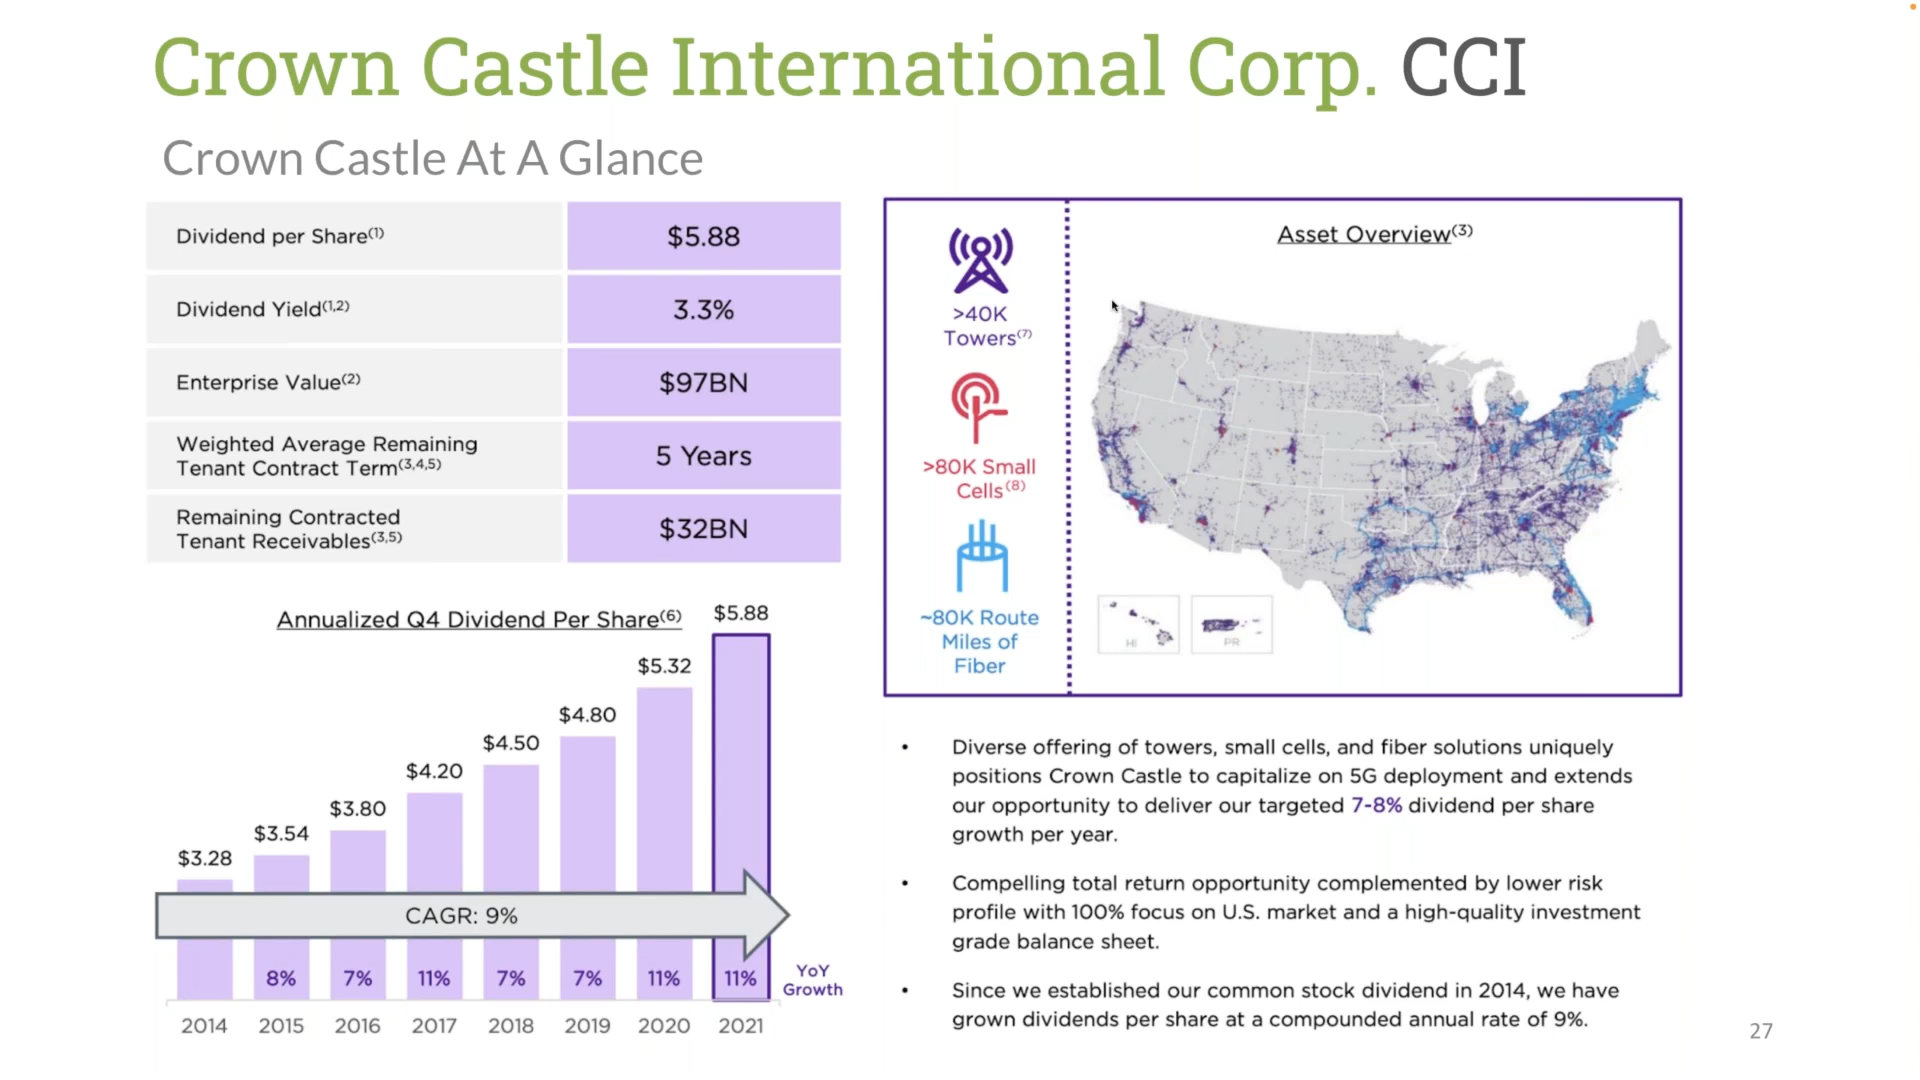 Crown Castle International Corp. CCI
Crown Castle At A Glance
Dividend per Share(1)
$5.88
Dividend Yield(1,2)
3.3%
Enterprise Value(2)
$97BN
Weighted Average Remaining
Tenant Contract Term(3,4,5)
5 Years
Remaining Contracted
Tenant Receivables(3,5)
$32BN
Annualized Q4 Dividend Per Share(6)
$3.28
$3.54
$3.80
$4.20
$4.50
$4.80
$5.32
$5.88
CAGR: 9%
8%
7%
11%
7%
7%
11%
11%
YoY
Growth
2014
2015
2016
2017
2018
2019
2020
2021
>40K
Towers(7)
>80K Small
Cells(8)
~80K Route
Miles of
Fiber
Asset Overview(3)
HI
PR
• Diverse offering of towers, small cells, and fiber solutions uniquely
positions Crown Castle to capitalize on 5G deployment and extends
our opportunity to deliver our targeted 7-8% dividend per share
growth per year.
• Compelling total return opportunity complemented by lower risk
profile with 100% focus on U.S. market and a high-quality investment
grade balance sheet.
• Since we established our common stock dividend in 2014, we have
grown dividends per share at a compounded annual rate of 9%.
27